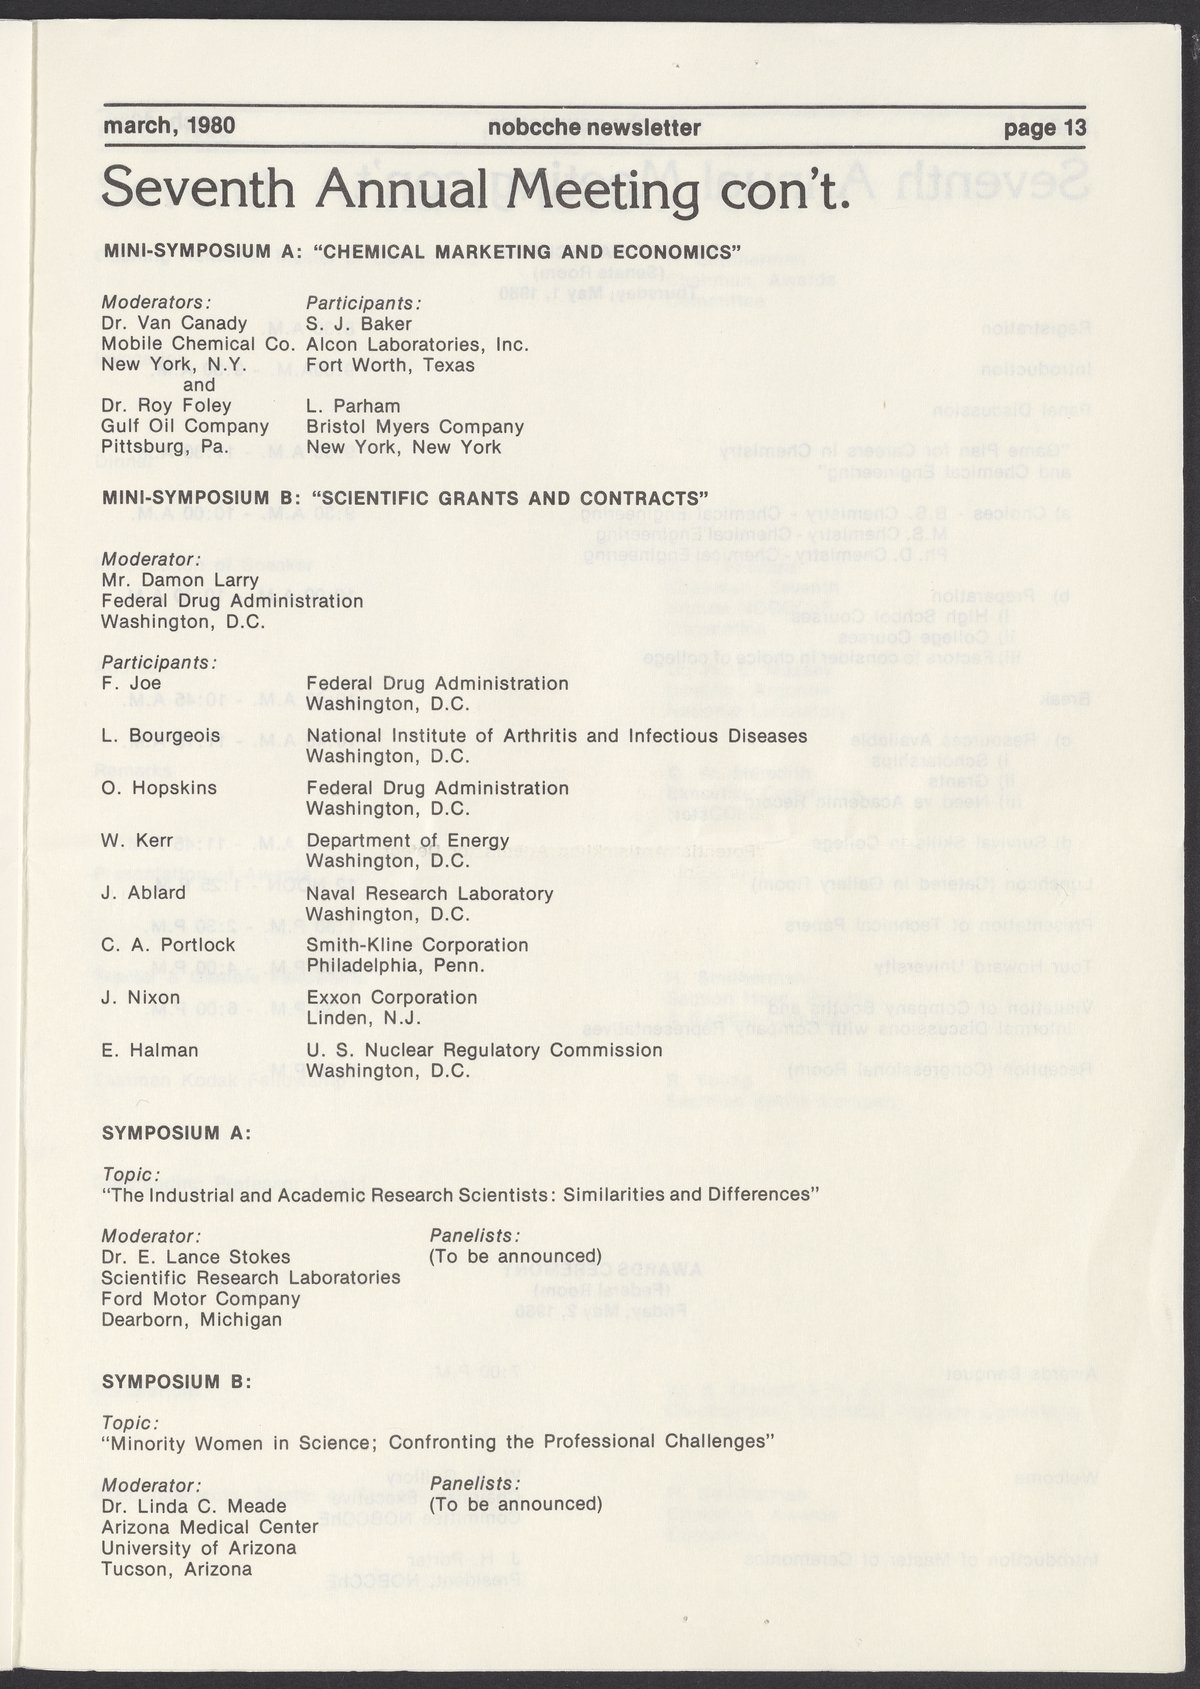 march, 1980 nobcche newsletter page 13
Seventh Annual Meeting con't.
MINI-SYMPOSIUM A: “CHEMICAL MARKETING AND ECONOMICS”
Moderators: Participants:
Dr. Van Canady S. J. Baker
Mobile Chemical Co. Alcon Laboratories, Inc.
New York, N.Y. Fort Worth, Texas
and
Dr. Roy Foley L. Parham
Gulf Oil Company Bristol Myers Company
Pittsburg, Pa. New York, New York
MINI-SYMPOSIUM B: “SCIENTIFIC GRANTS AND CONTRACTS”
Moderator:
Mr. Damon Larry
Federal Drug Administration
Washington, D.C.
Participants:
F. Joe Federal Drug Administration
Washington, D.C.
L. Bourgeois National Institute of Arthritis and Infectious Diseases
Washington, D.C.
O. Hopskins Federal Drug Administration
Washington, D.C.
W. Kerr Department of Energy
Washington, D.C.
J. Ablard Naval Research Laboratory
Washington, D.C.
C. A. Portlock Smith-Kline Corporation
Philadelphia, Penn.
J. Nixon Exxon Corporation
Linden, N.J.
E. Halman U. S. Nuclear Regulatory Commission
Washington, D.C.
SYMPOSIUM A:
Topic:
“The Industrial and Academic Research Scientists: Similarities and Differences”
Moderator: Panelists:
Dr. E. Lance Stokes (To be announced)
Scientific Research Laboratories
Ford Motor Company
Dearborn, Michigan
SYMPOSIUM B:
Topic:
“Minority Women in Science; Confronting the Professional Challenges”
Moderator: Panelists:
Dr. Linda C. Meade (To be announced)
Arizona Medical Center
University of Arizona
Tucson, Arizona